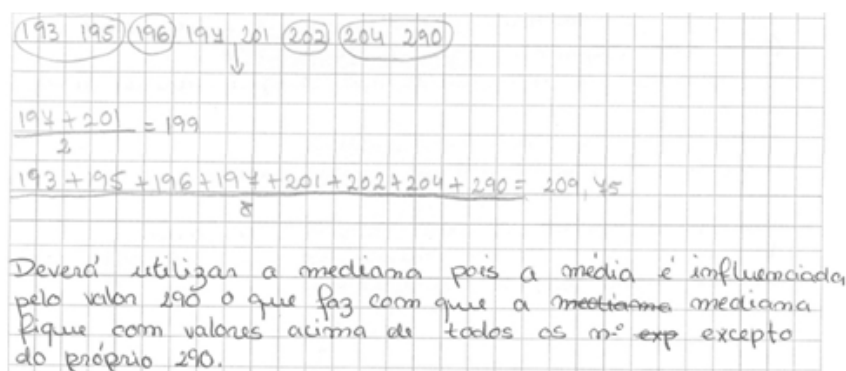 193 195 196 197 201 202 204 290
197 + 201 = 199
2
193 + 195 + 196 + 197 + 201 + 202 + 204 + 290 = 209,75
8
Deverá utilizar a mediana pois a média é influenciada
pelo valor 290 o que faz com que a mediana mediana
fique com valores acima de todos os n.º exp excepto
do próprio 290.